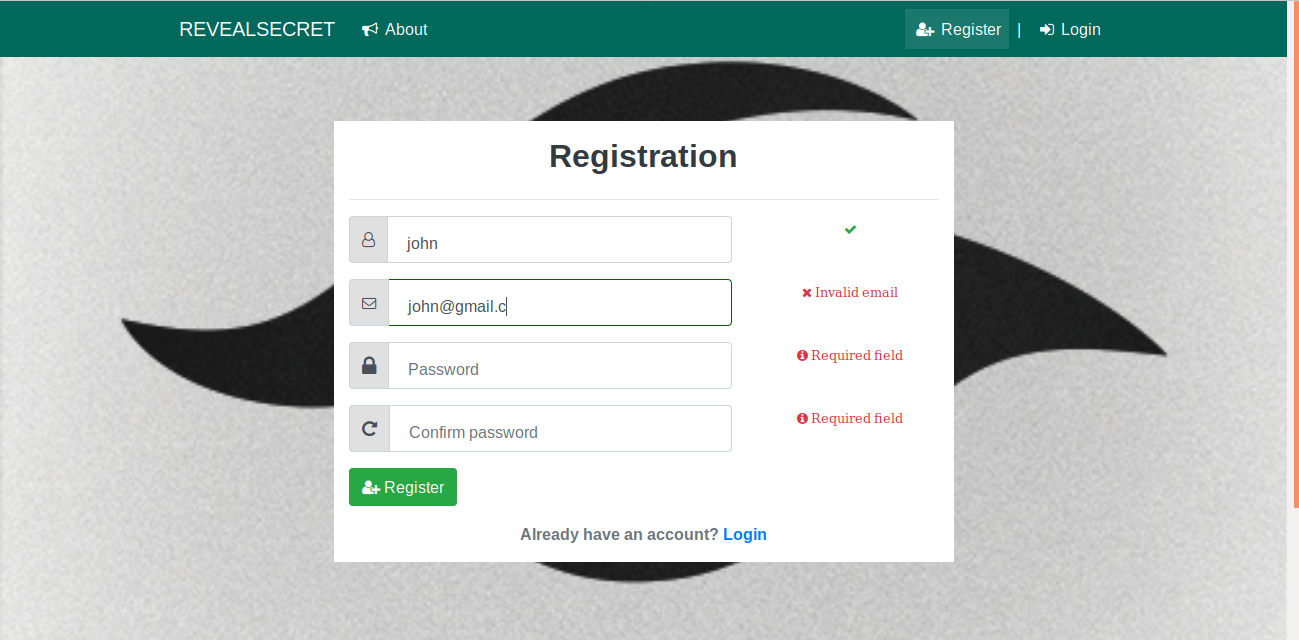 REVEALSECRET About Register | Login
Registration
john
john@gmail.c Invalid email
Password Required field
Confirm password Required field
Register
Already have an account? Login